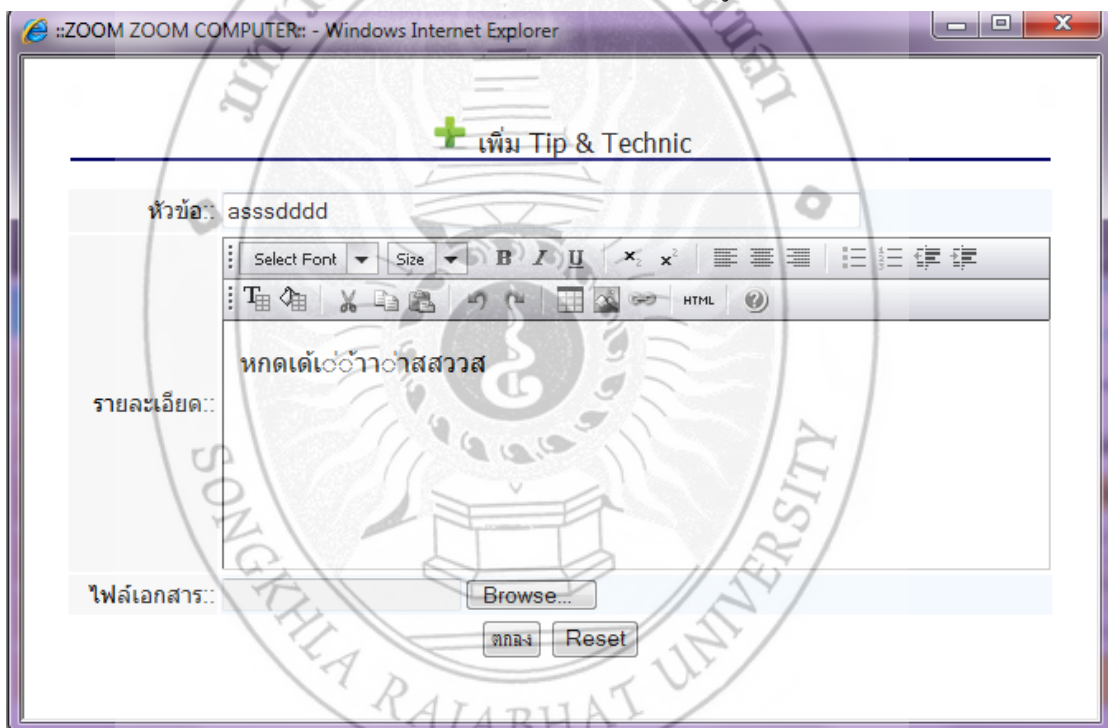 ::ZOOM ZOOM COMPUTER:: - Windows Internet Explorer
เพิ่ม Tip & Technic
หัวข้อ:: asssdddd
Select Font Size B I U x₂ x² HTML
รายละเอียด::
ไฟล์เอกสาร:: Browse...
ตกลง Reset
SONGKHLA RAJABHAT UNIVERSITY